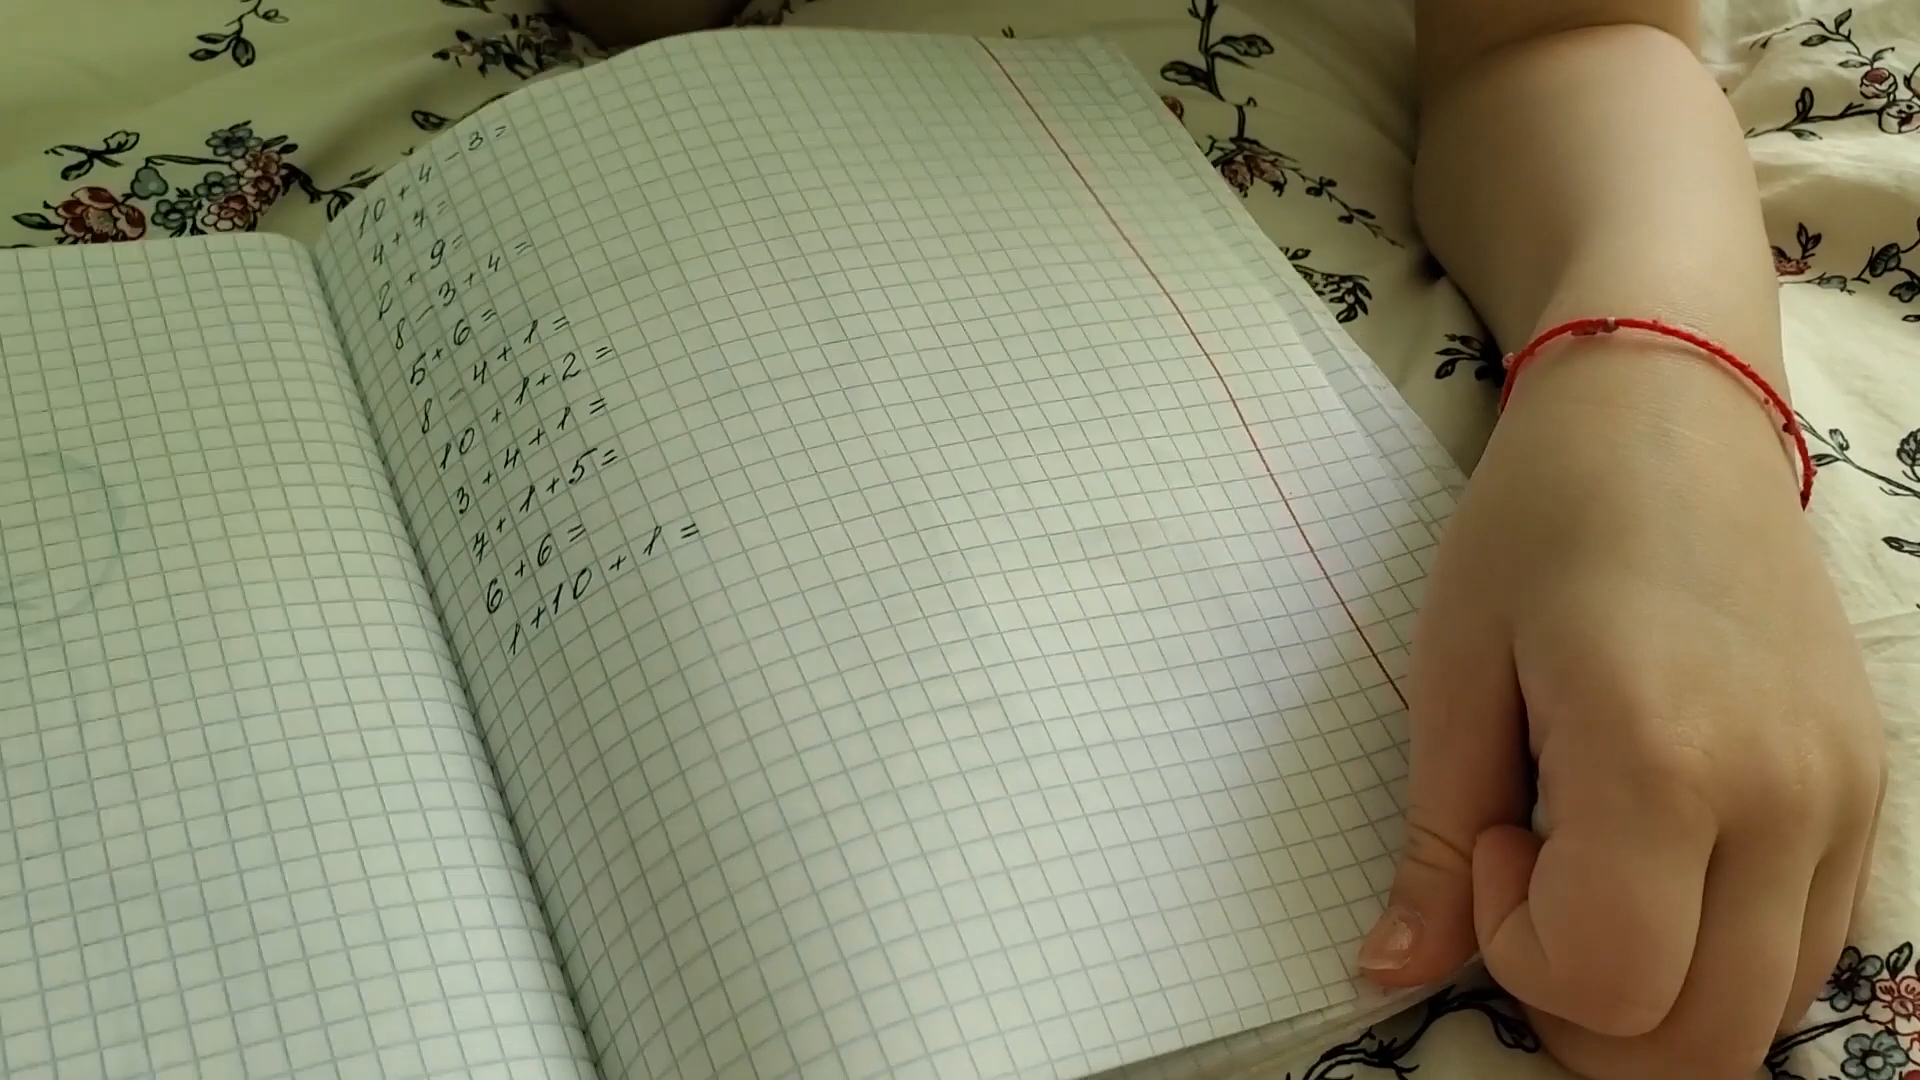 10 + 4 - 3 =
4 + 7 =
2 + 9 =
8 - 3 + 4 =
5 + 6 =
8 - 4 + 1 =
10 + 1 + 2 =
3 + 4 + 1 =
7 + 1 + 5 =
6 + 6 =
1 + 10 + 1 =